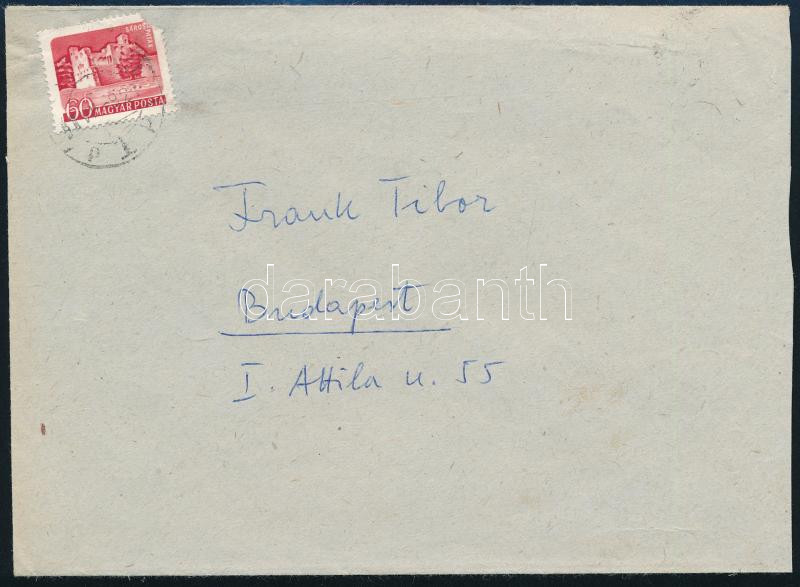 60 MAGYAR POSTA
Frank Tibor
darabanth
Budapest
I. Attila u. 55